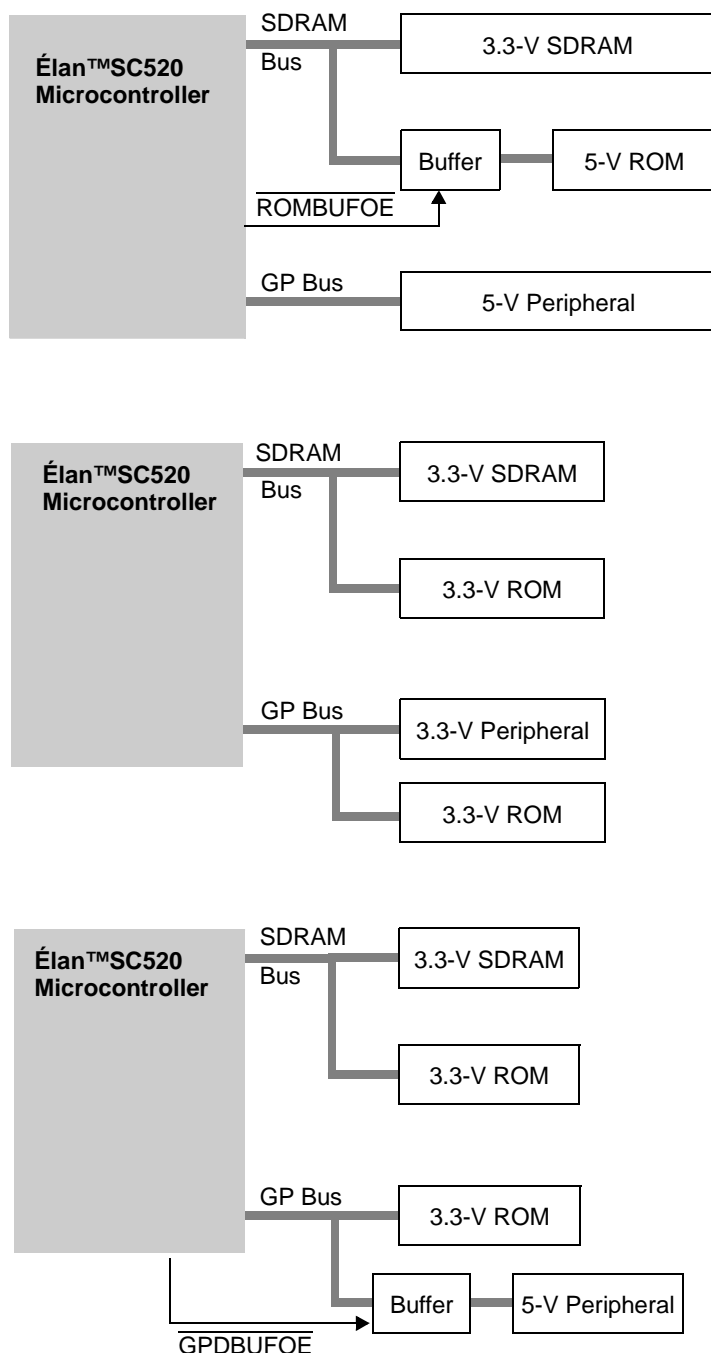 SDRAM
Bus
Élan™SC520
Microcontroller
3.3-V SDRAM
Buffer
5-V ROM
ROMBUFOE
GP Bus
5-V Peripheral
SDRAM
Bus
Élan™SC520
Microcontroller
3.3-V SDRAM
3.3-V ROM
GP Bus
3.3-V Peripheral
3.3-V ROM
SDRAM
Bus
Élan™SC520
Microcontroller
3.3-V SDRAM
3.3-V ROM
GP Bus
3.3-V ROM
Buffer
5-V Peripheral
GPDBUFOE